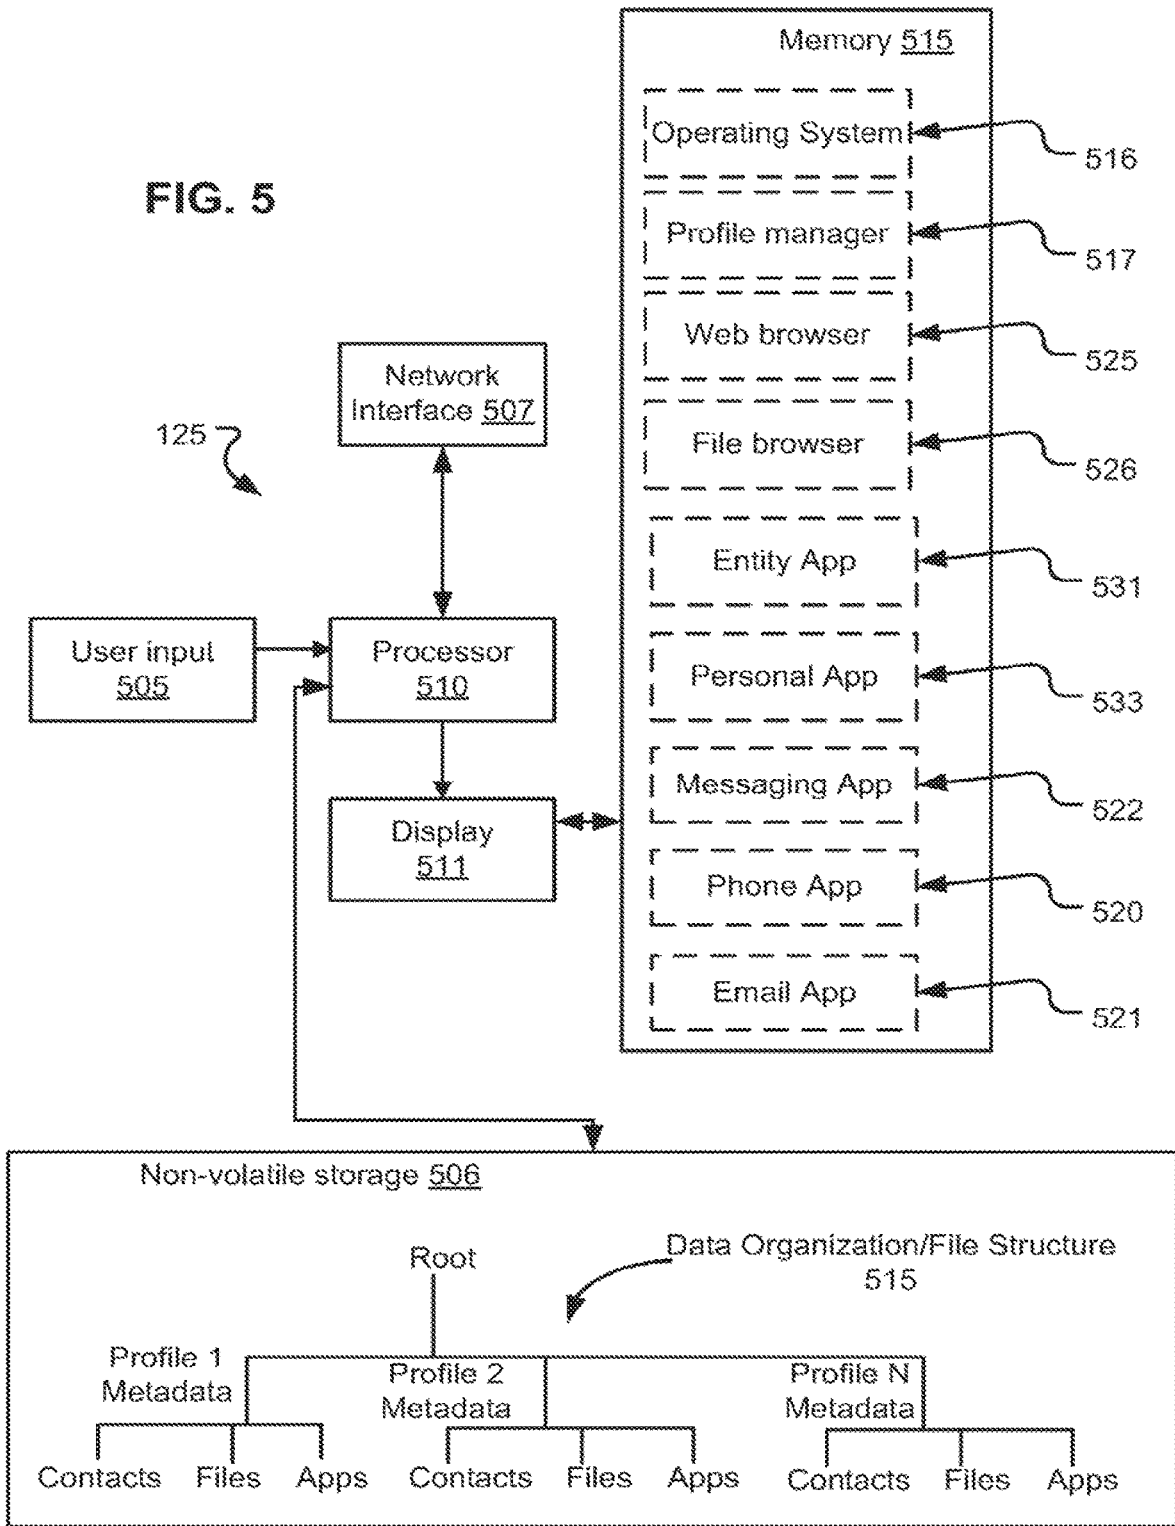 Memory 515
Operating System
516
FIG. 5
Profile manager
517
Web browser
525
Network
Interface 507
125
File browser
526
Entity App
531
User input
505
Processor
510
Personal App
533
Messaging App
522
Display
511
Phone App
520
Email App
521
Non-volatile storage 506
Root
Data Organization/File Structure
515
Profile 1
Metadata
Profile 2
Metadata
Profile N
Metadata
Contacts Files Apps Contacts Files Apps Contacts Files Apps